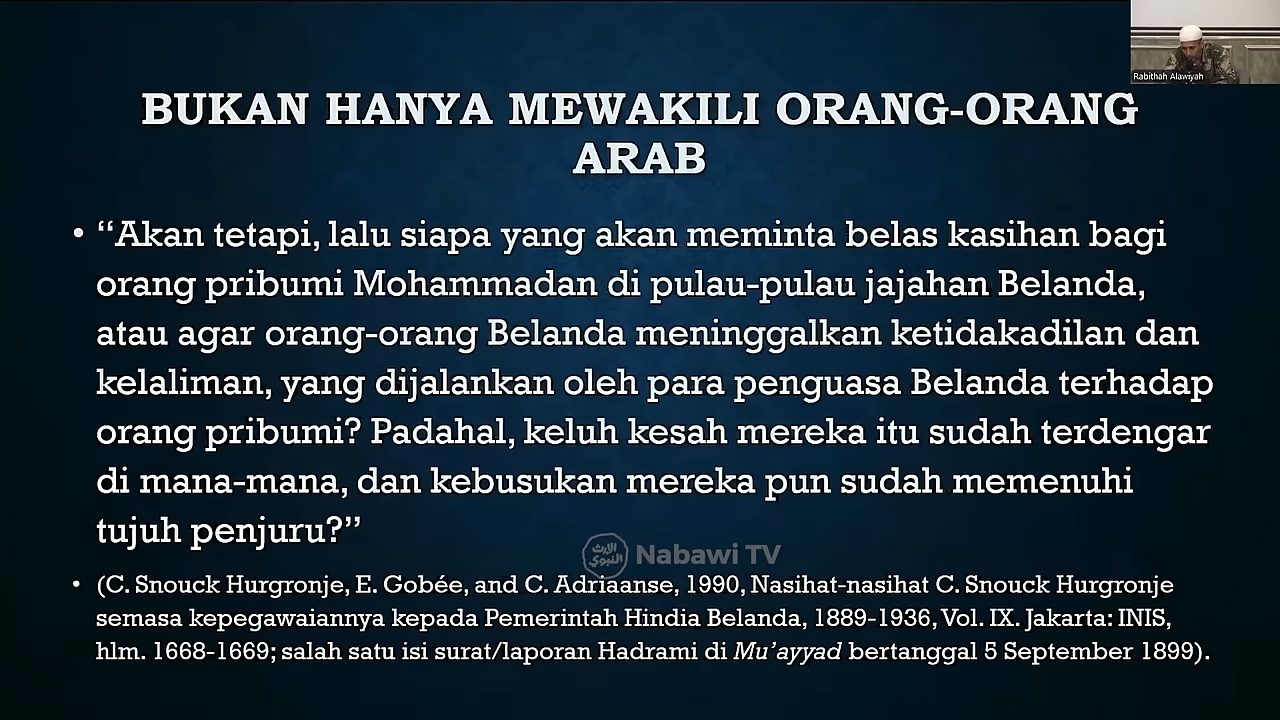 Rabithah Alawiyah
BUKAN HANYA MEWAKILI ORANG-ORANG
ARAB
• “Akan tetapi, lalu siapa yang akan meminta belas kasihan bagi
orang pribumi Mohammadan di pulau-pulau jajahan Belanda,
atau agar orang-orang Belanda meninggalkan ketidakadilan dan
kelaliman, yang dijalankan oleh para penguasa Belanda terhadap
orang pribumi? Padahal, keluh kesah mereka itu sudah terdengar
di mana-mana, dan kebusukan mereka pun sudah memenuhi
tujuh penjuru?”
الإرث
النبوي
Nabawi TV
• (C. Snouck Hurgronje, E. Gobée, and C. Adriaanse, 1990, Nasihat-nasihat C. Snouck Hurgronje
semasa kepegawaiannya kepada Pemerintah Hindia Belanda, 1889-1936, Vol. IX. Jakarta: INIS,
hlm. 1668-1669; salah satu isi surat/laporan Hadrami di Mu’ayyad bertanggal 5 September 1899).